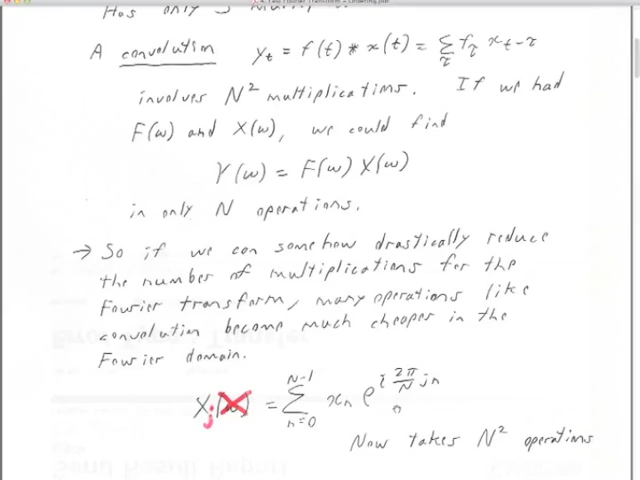 Has only
A convolution y_t = f(t) * x(t) = Σ_τ f_τ x_{t-τ}
involves N² multiplications. If we had
F(ω) and X(ω), we could find
Y(ω) = F(ω) X(ω)
in only N operations.
→ So if we can somehow drastically reduce
the number of multiplications for the
Fourier transform, many operations like
convolution become much cheaper in the
Fourier domain.
X_j = Σ_{n=0}^{N-1} x_n e^{i 2π/N jn}
Now takes N² operations